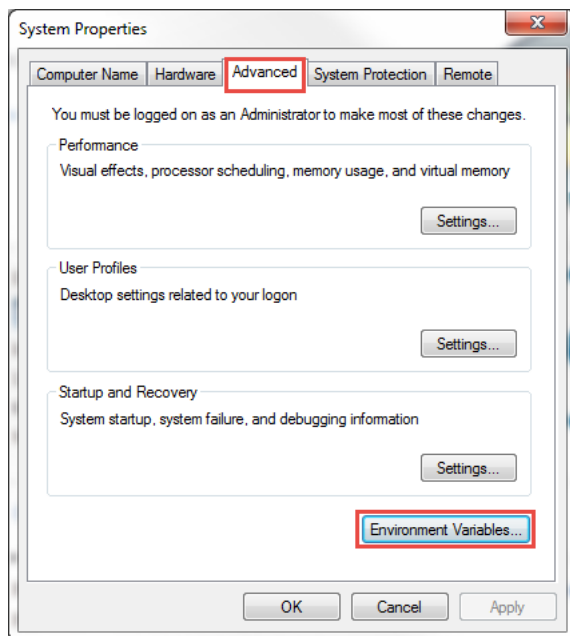 System Properties
Computer Name Hardware Advanced System Protection Remote
You must be logged on as an Administrator to make most of these changes.
Performance
Visual effects, processor scheduling, memory usage, and virtual memory
Settings...
User Profiles
Desktop settings related to your logon
Settings...
Startup and Recovery
System startup, system failure, and debugging information
Settings...
Environment Variables...
OK Cancel Apply